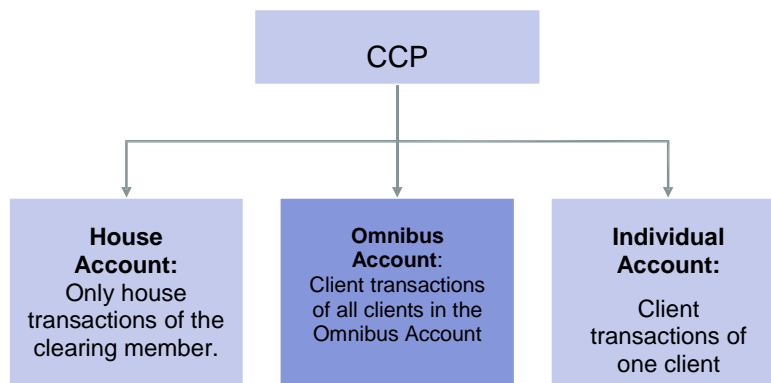 CCP
House
Account:
Only house
transactions of the
clearing member.
Omnibus
Account:
Client transactions
of all clients in the
Omnibus Account
Individual
Account:
Client
transactions of
one client